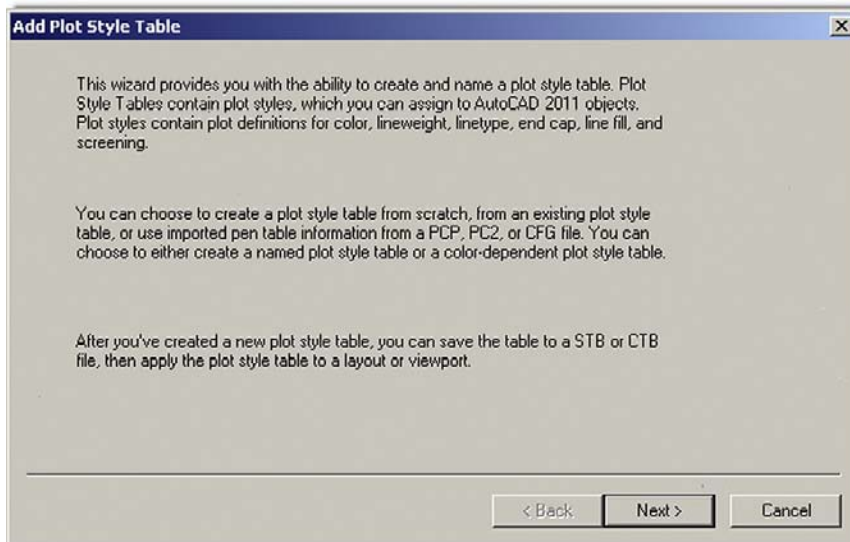 Add Plot Style Table
This wizard provides you with the ability to create and name a plot style table. Plot
Style Tables contain plot styles, which you can assign to AutoCAD 2011 objects.
Plot styles contain plot definitions for color, lineweight, linetype, end cap, line fill, and
screening.
You can choose to create a plot style table from scratch, from an existing plot style
table, or use imported pen table information from a PCP, PC2, or CFG file. You can
choose to either create a named plot style table or a color-dependent plot style table.
After you've created a new plot style table, you can save the table to a STB or CTB
file, then apply the plot style table to a layout or viewport.
< Back
Next >
Cancel